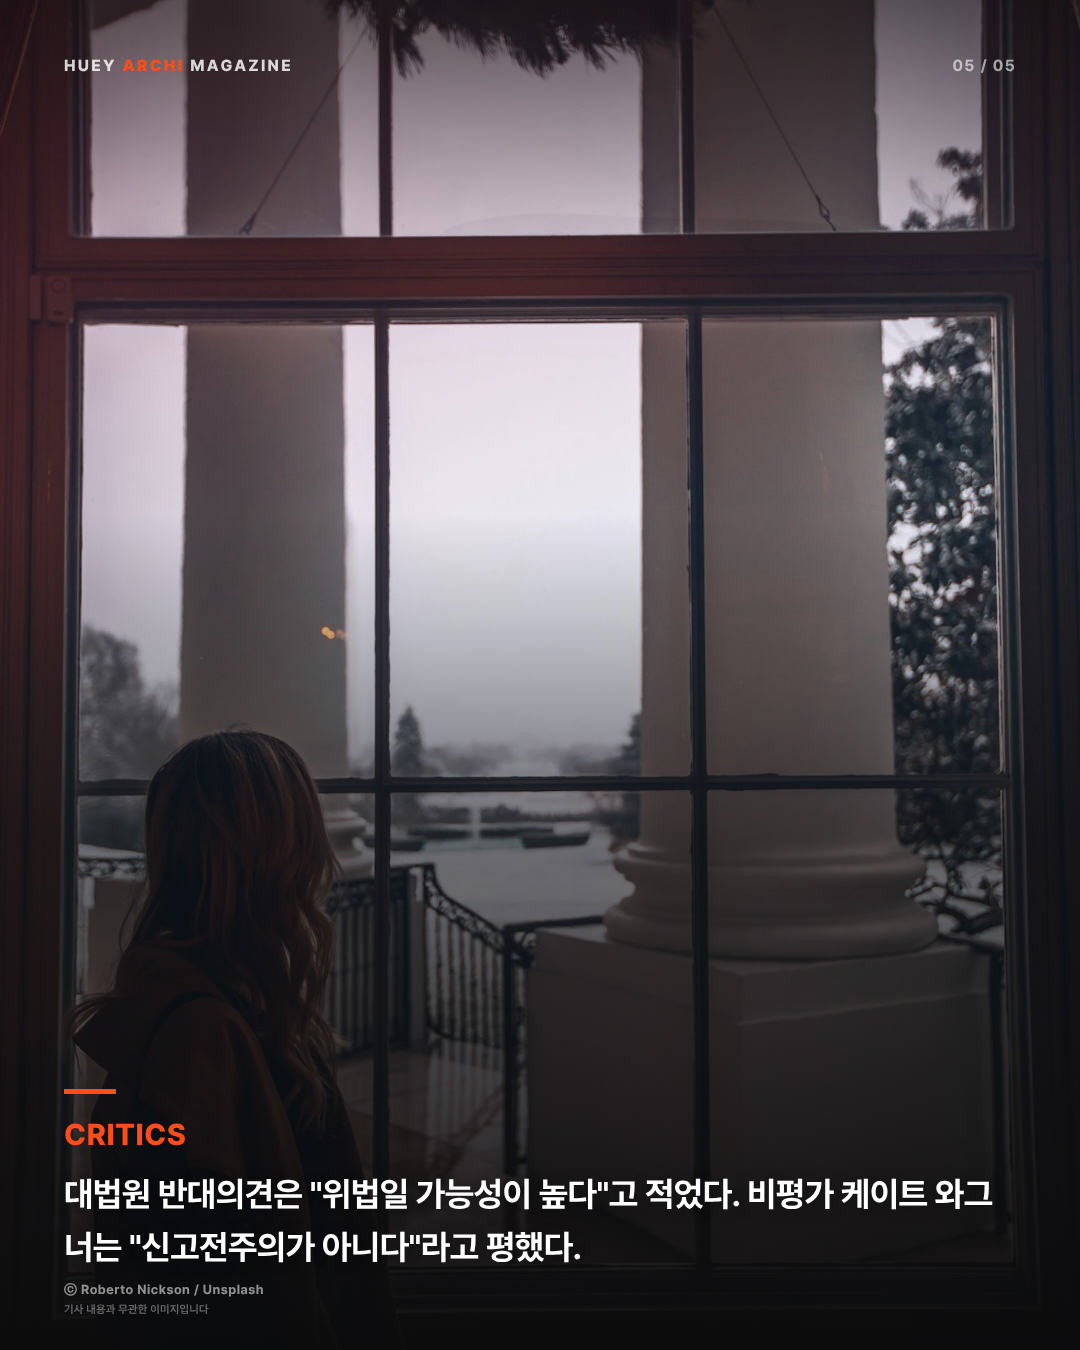 HUEY ARCHI MAGAZINE
05 / 05
CRITICS
대법원 반대의견은 "위법일 가능성이 높다"고 적었다. 비평가 케이트 와그
너는 "신고전주의가 아니다"라고 평했다.
© Roberto Nickson / Unsplash
기사 내용과 무관한 이미지입니다